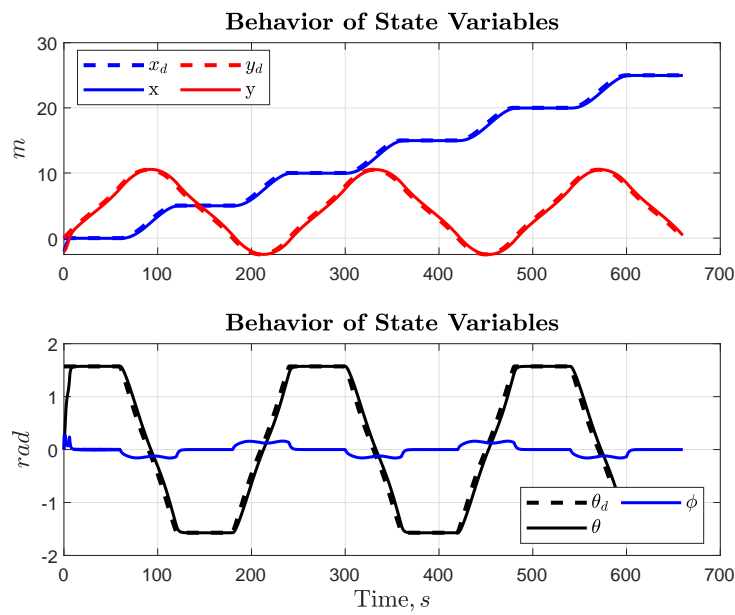 Behavior of State Variables
30
20
10
0
m
x_d y_d
x y
0 100 200 300 400 500 600 700
Behavior of State Variables
2
1
0
-1
-2
rad
θ_d ϕ
θ
0 100 200 300 400 500 600 700
Time, s